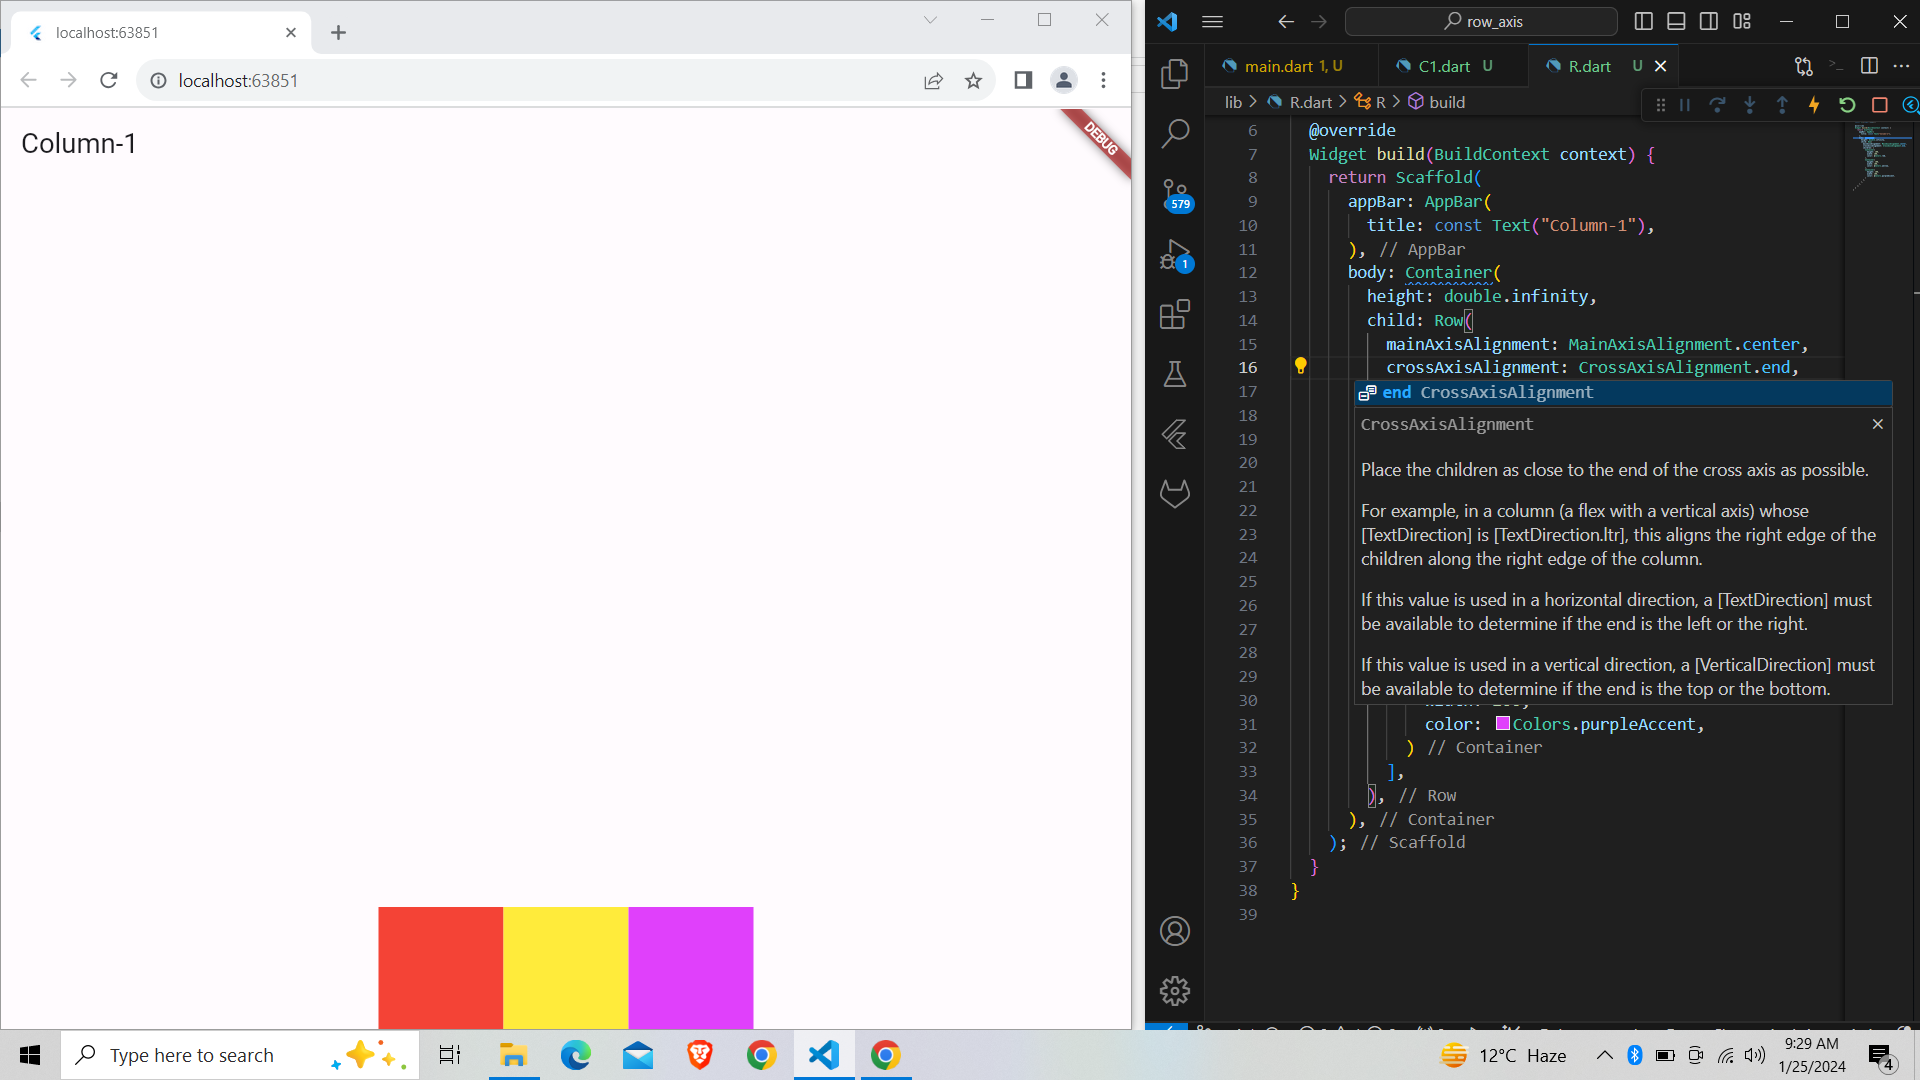 localhost:63851
localhost:63851
DEBUG
Column-1
row_axis
main.dart 1, U
C1.dart U
R.dart U
lib > R.dart > R > build
579
1
6 @override
7 Widget build(BuildContext context) {
8 return Scaffold(
9 appBar: AppBar(
10 title: const Text("Column-1"),
11 ), // AppBar
12 body: Container(
13 height: double.infinity,
14 child: Row(
15 mainAxisAlignment: MainAxisAlignment.center,
16 crossAxisAlignment: CrossAxisAlignment.end,
17
18
19
20
21
22
23
24
25
26
27
28
29
30
end CrossAxisAlignment
CrossAxisAlignment
Place the children as close to the end of the cross axis as possible.
For example, in a column (a flex with a vertical axis) whose
[TextDirection] is [TextDirection.ltr], this aligns the right edge of the
children along the right edge of the column.
If this value is used in a horizontal direction, a [TextDirection] must
be available to determine if the end is the left or the right.
If this value is used in a vertical direction, a [VerticalDirection] must
be available to determine if the end is the top or the bottom.
31 color: Colors.purpleAccent,
32 ) // Container
33 ],
34 ), // Row
35 ), // Container
36 ); // Scaffold
37 }
38 }
39
Type here to search
12°C Haze
9:29 AM
1/25/2024
4